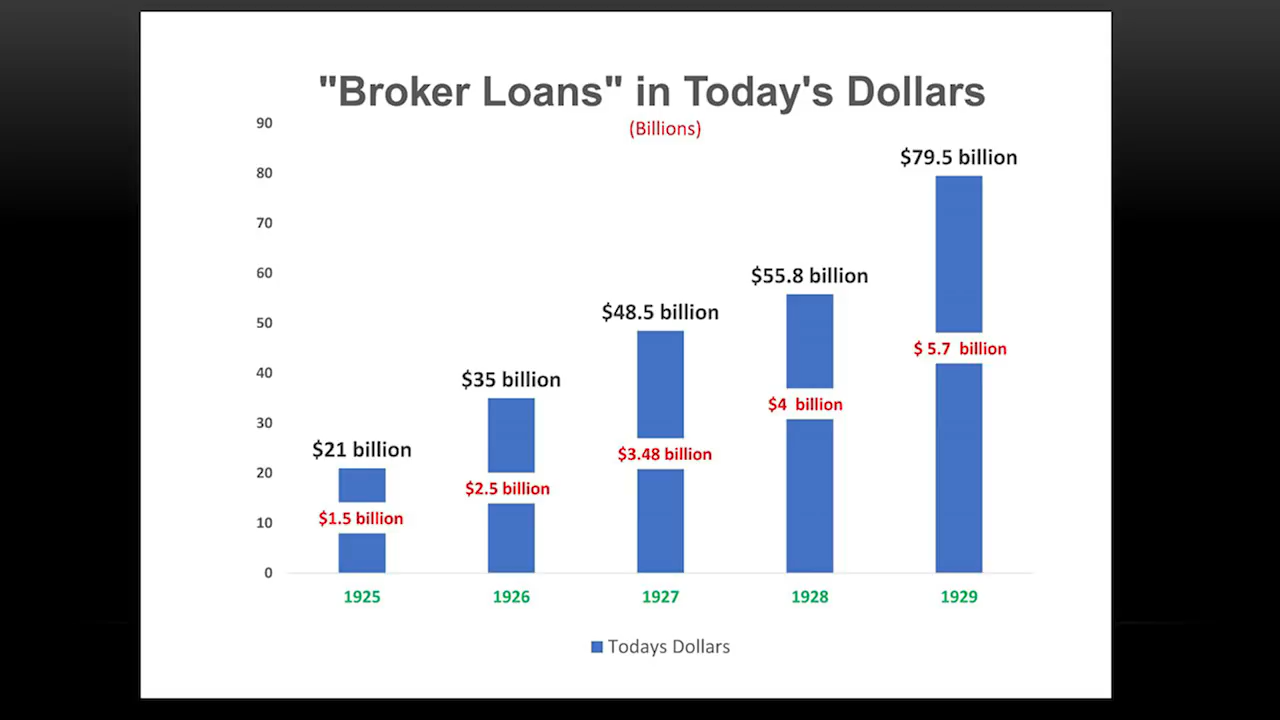 "Broker Loans" in Today's Dollars
(Billions)
90
80
70
60
50
40
30
20
10
0
$21 billion
$1.5 billion
$35 billion
$2.5 billion
$48.5 billion
$3.48 billion
$55.8 billion
$4 billion
$79.5 billion
$ 5.7 billion
1925 1926 1927 1928 1929
Todays Dollars